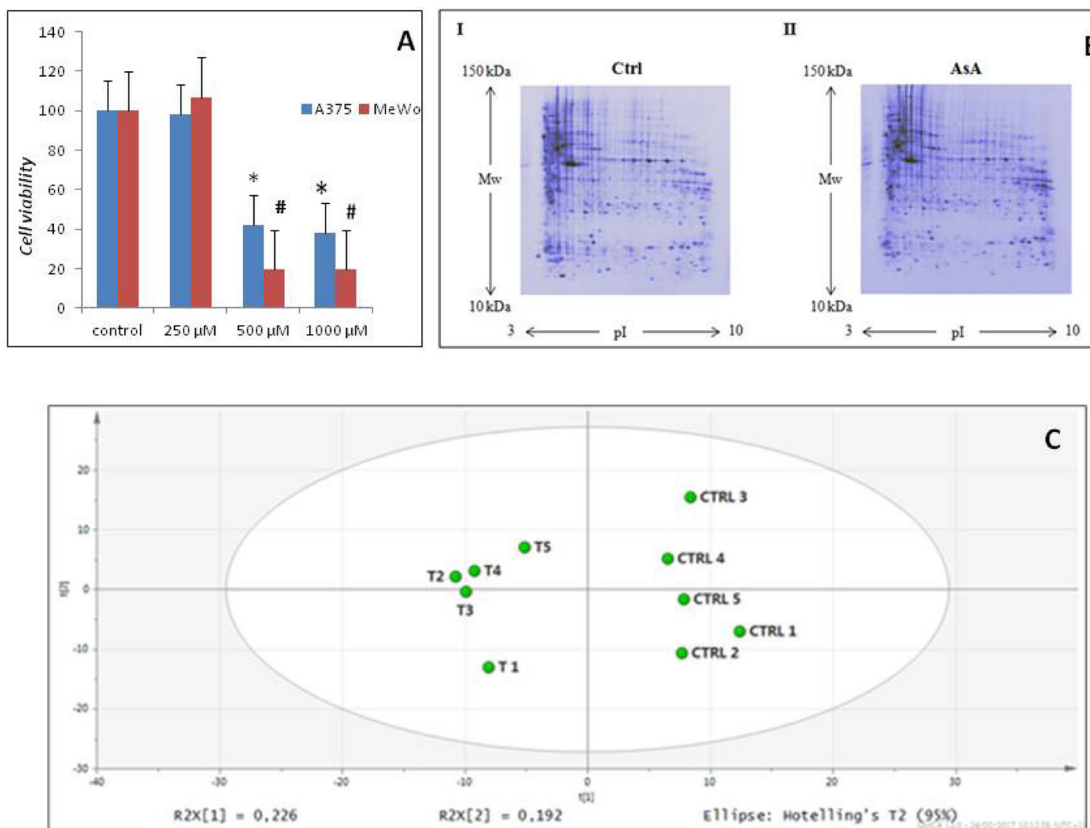 A
140
120
100
80
60
40
20
0
Cell viability
A375 MeWo
* #
* #
control 250 µM 500 µM 1000 µM
I
Ctrl
150 kDa
Mw
10 kDa
3 pI 10
II
AsA
150 kDa
Mw
10 kDa
3 pI 10
C
20
10
0
-10
-20
-30
t[2]
CTRL 3
T5
CTRL 4
T2 T4
T3
CTRL 5
CTRL 1
CTRL 2
T 1
-40 -30 -20 -10 0 10 20 30
t[1]
R2X[1] = 0,226 R2X[2] = 0,192 Ellipse: Hotelling's T2 (95%)